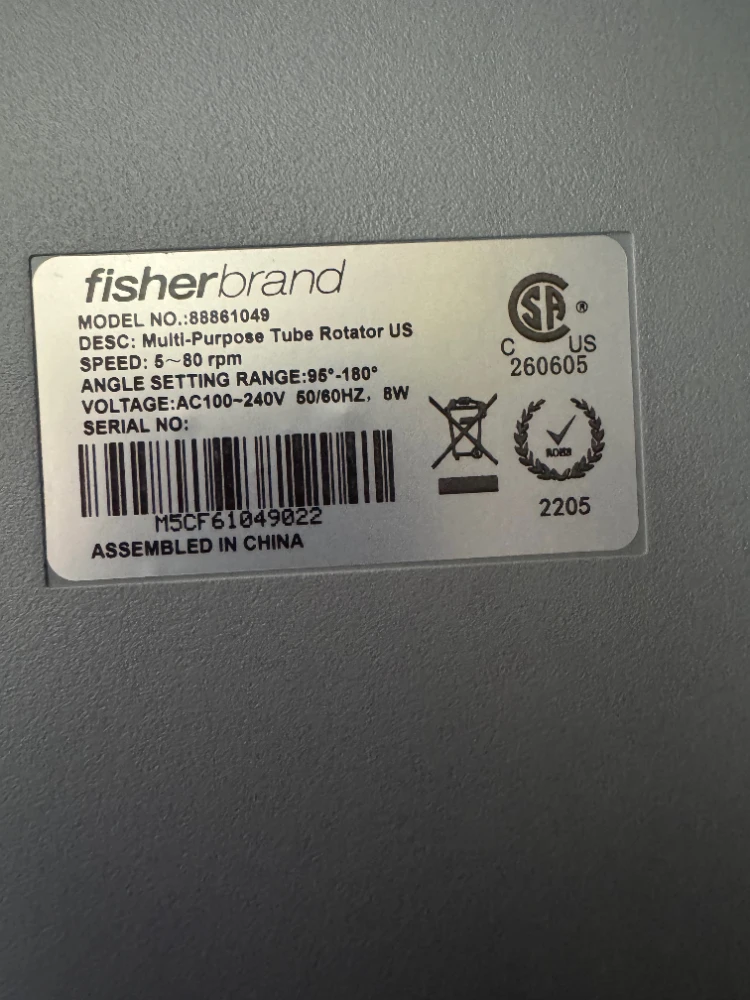 fisherbrand
MODEL NO.:88861049
DESC: Multi-Purpose Tube Rotator US
SPEED: 5~80 rpm
ANGLE SETTING RANGE:95°-180°
VOLTAGE:AC100~240V 50/60HZ, 8W
SERIAL NO:
M5CF61049022
ASSEMBLED IN CHINA
SA ®
C US
260605
ROHS
2205